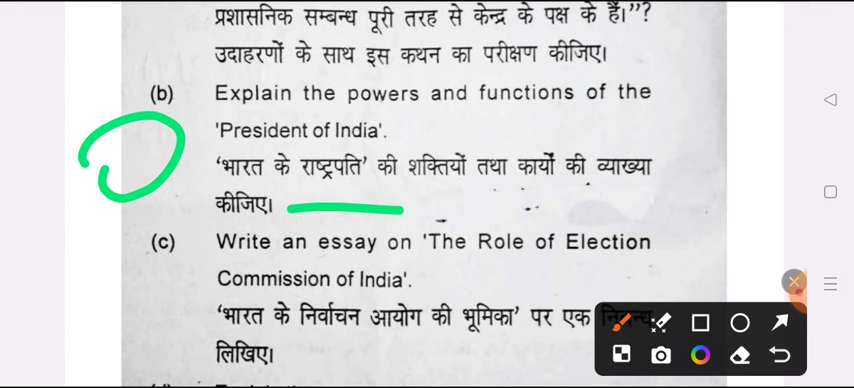 प्रशासनिक सम्बन्ध पूरी तरह से केन्द्र के पक्ष के हैं।"?
उदाहरणों के साथ इस कथन का परीक्षण कीजिए।
(b) Explain the powers and functions of the
'President of India'.
'भारत के राष्ट्रपति' की शक्तियों तथा कार्यों की व्याख्या
कीजिए।
(c) Write an essay on 'The Role of Election
Commission of India'.
'भारत के निर्वाचन आयोग की भूमिका' पर एक
लिखिए।